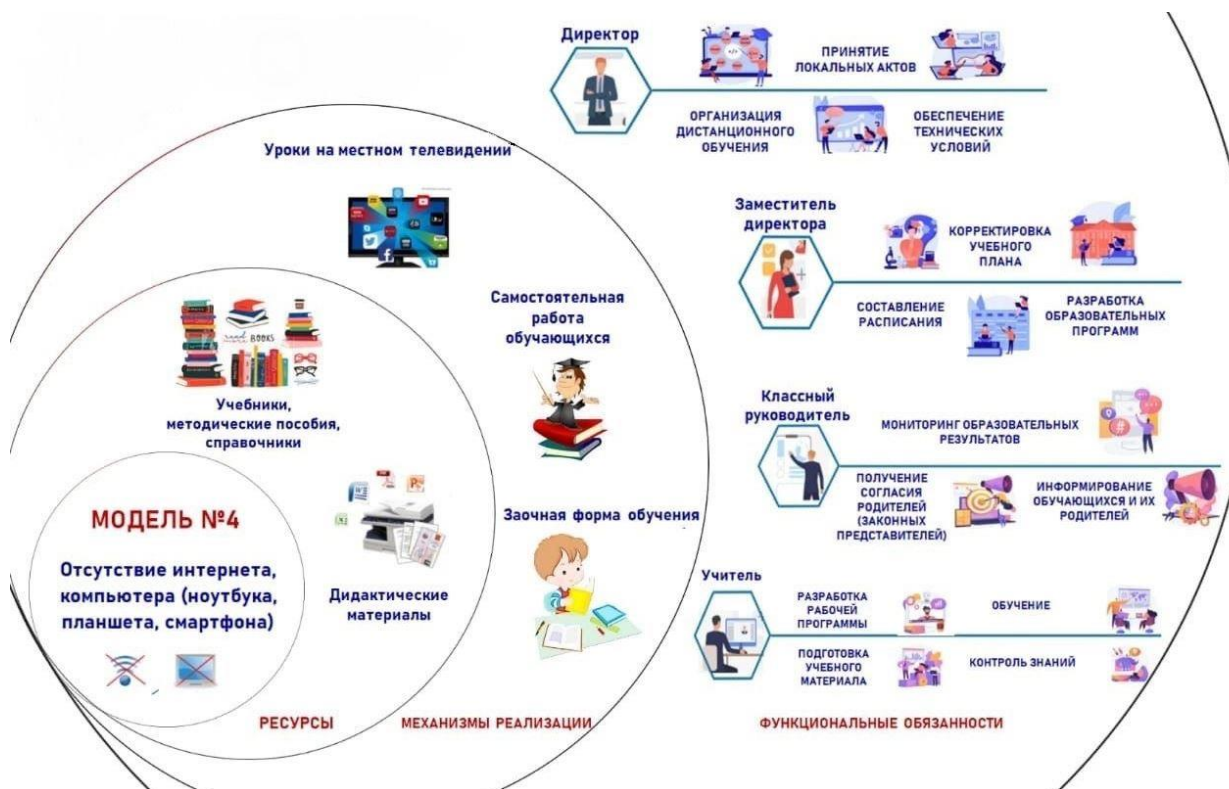 МОДЕЛЬ №4
Отсутствие интернета,
компьютера (ноутбука,
планшета, смартфона)
Учебники,
методические пособия,
справочники
read
more BOOKS
Дидактические
материалы
РЕСУРСЫ
Уроки на местном телевидении
Самостоятельная
работа
обучающихся
Заочная форма обучения
МЕХАНИЗМЫ РЕАЛИЗАЦИИ
Директор
ПРИНЯТИЕ
ЛОКАЛЬНЫХ АКТОВ
ОРГАНИЗАЦИЯ
ДИСТАНЦИОННОГО
ОБУЧЕНИЯ
ОБЕСПЕЧЕНИЕ
ТЕХНИЧЕСКИХ
УСЛОВИЙ
Заместитель
директора
КОРРЕКТИРОВКА
УЧЕБНОГО
ПЛАНА
СОСТАВЛЕНИЕ
РАСПИСАНИЯ
РАЗРАБОТКА
ОБРАЗОВАТЕЛЬНЫХ
ПРОГРАММ
Классный
руководитель
МОНИТОРИНГ ОБРАЗОВАТЕЛЬНЫХ
РЕЗУЛЬТАТОВ
ПОЛУЧЕНИЕ
СОГЛАСИЯ
РОДИТЕЛЕЙ
(ЗАКОННЫХ
ПРЕДСТАВИТЕЛЕЙ)
ИНФОРМИРОВАНИЕ
ОБУЧАЮЩИХСЯ И ИХ
РОДИТЕЛЕЙ
Учитель
РАЗРАБОТКА
РАБОЧЕЙ
ПРОГРАММЫ
ОБУЧЕНИЕ
ПОДГОТОВКА
УЧЕБНОГО
МАТЕРИАЛА
КОНТРОЛЬ ЗНАНИЙ
ФУНКЦИОНАЛЬНЫЕ ОБЯЗАННОСТИ